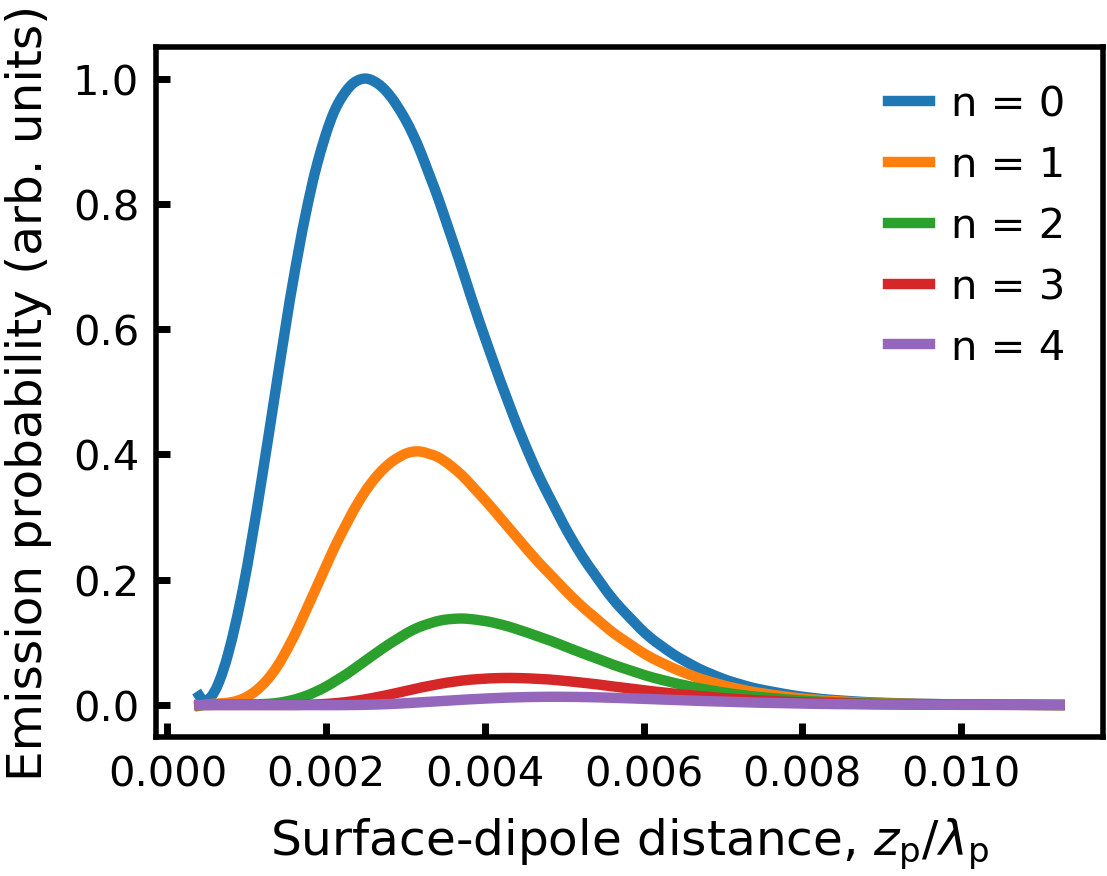 Emission probability (arb. units)
1.0
0.8
0.6
0.4
0.2
0.0
n = 0
n = 1
n = 2
n = 3
n = 4
0.000 0.002 0.004 0.006 0.008 0.010
Surface-dipole distance, zₚ/λₚ